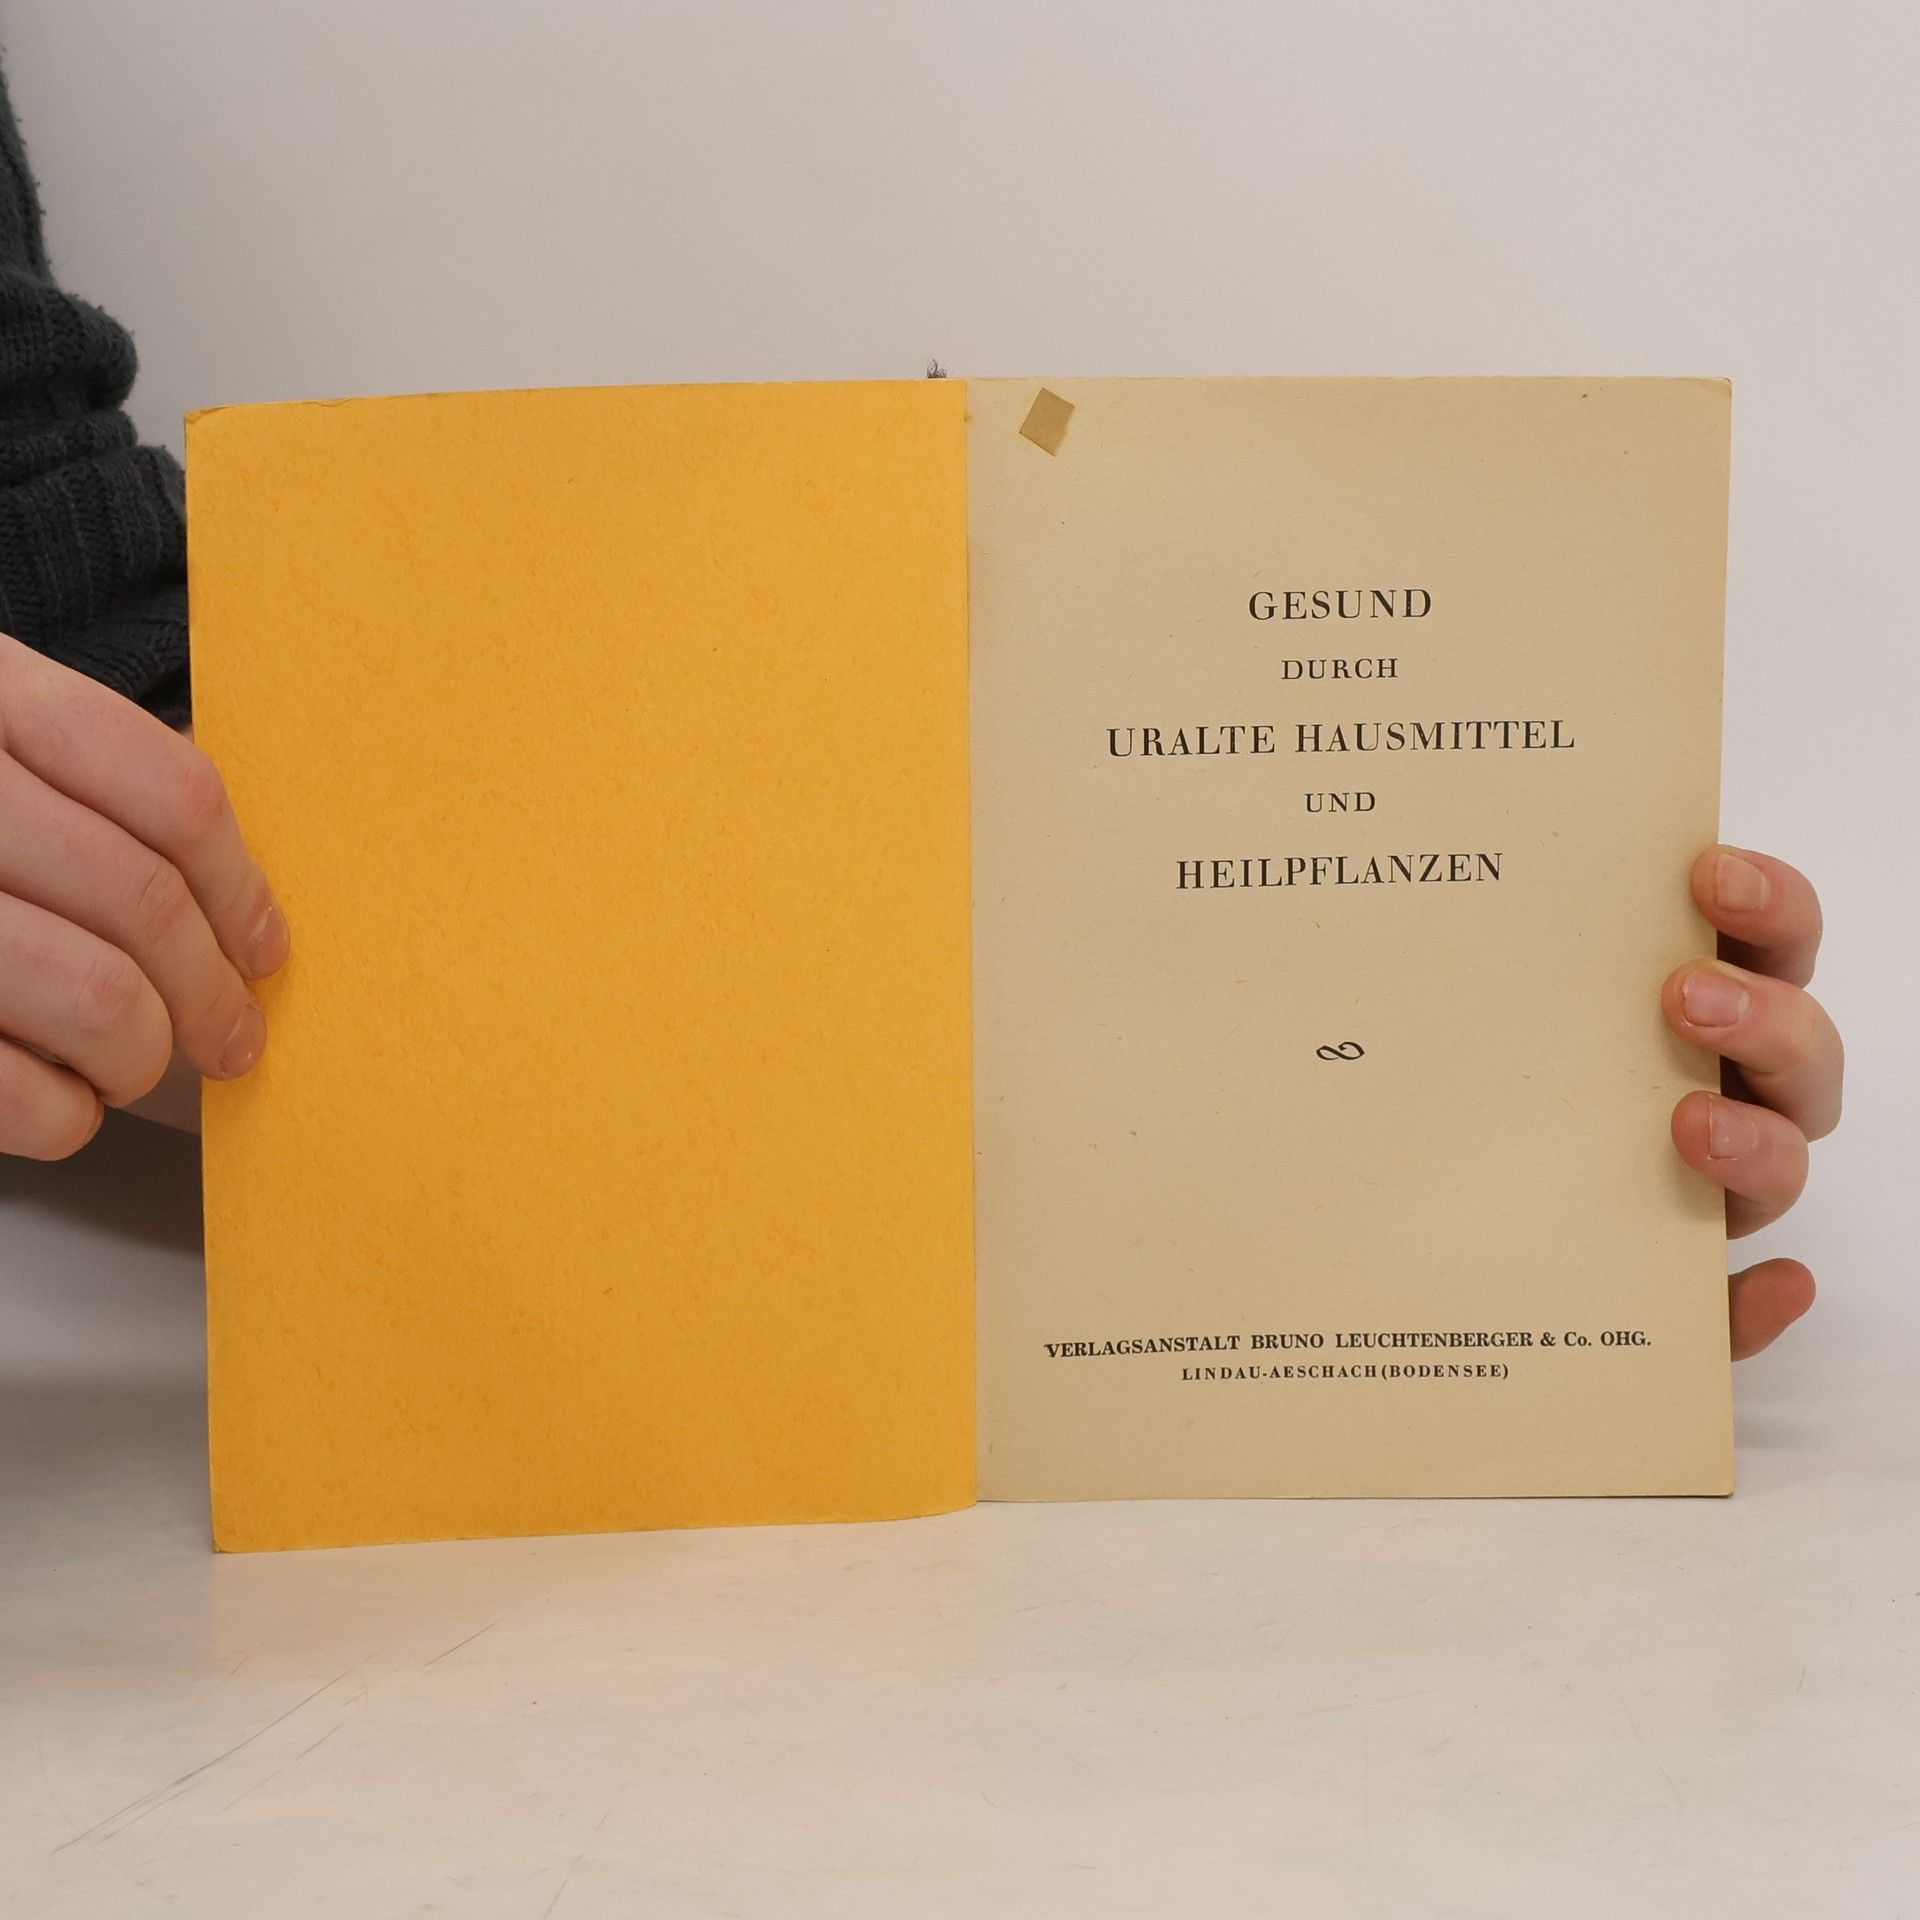 GESUND
DURCH
URALTE HAUSMITTEL
UND
HEILPFLANZEN
VERLAGSANSTALT BRUNO LEUCHTENBERGER & Co. OHG.
LINDAU-AESCHACH (BODENSEE)